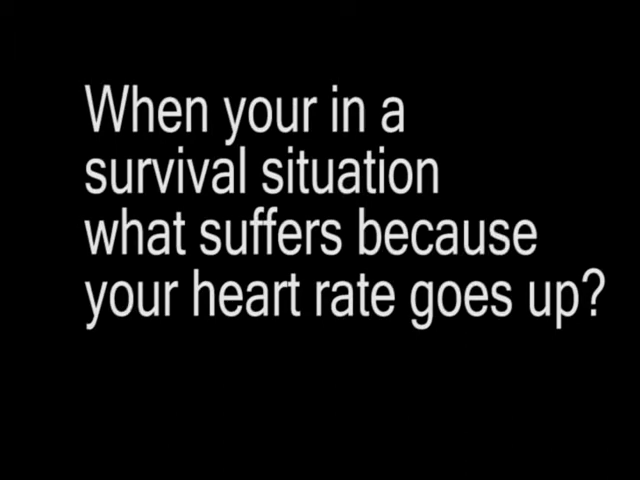 When your in a
survival situation
what suffers because
your heart rate goes up?